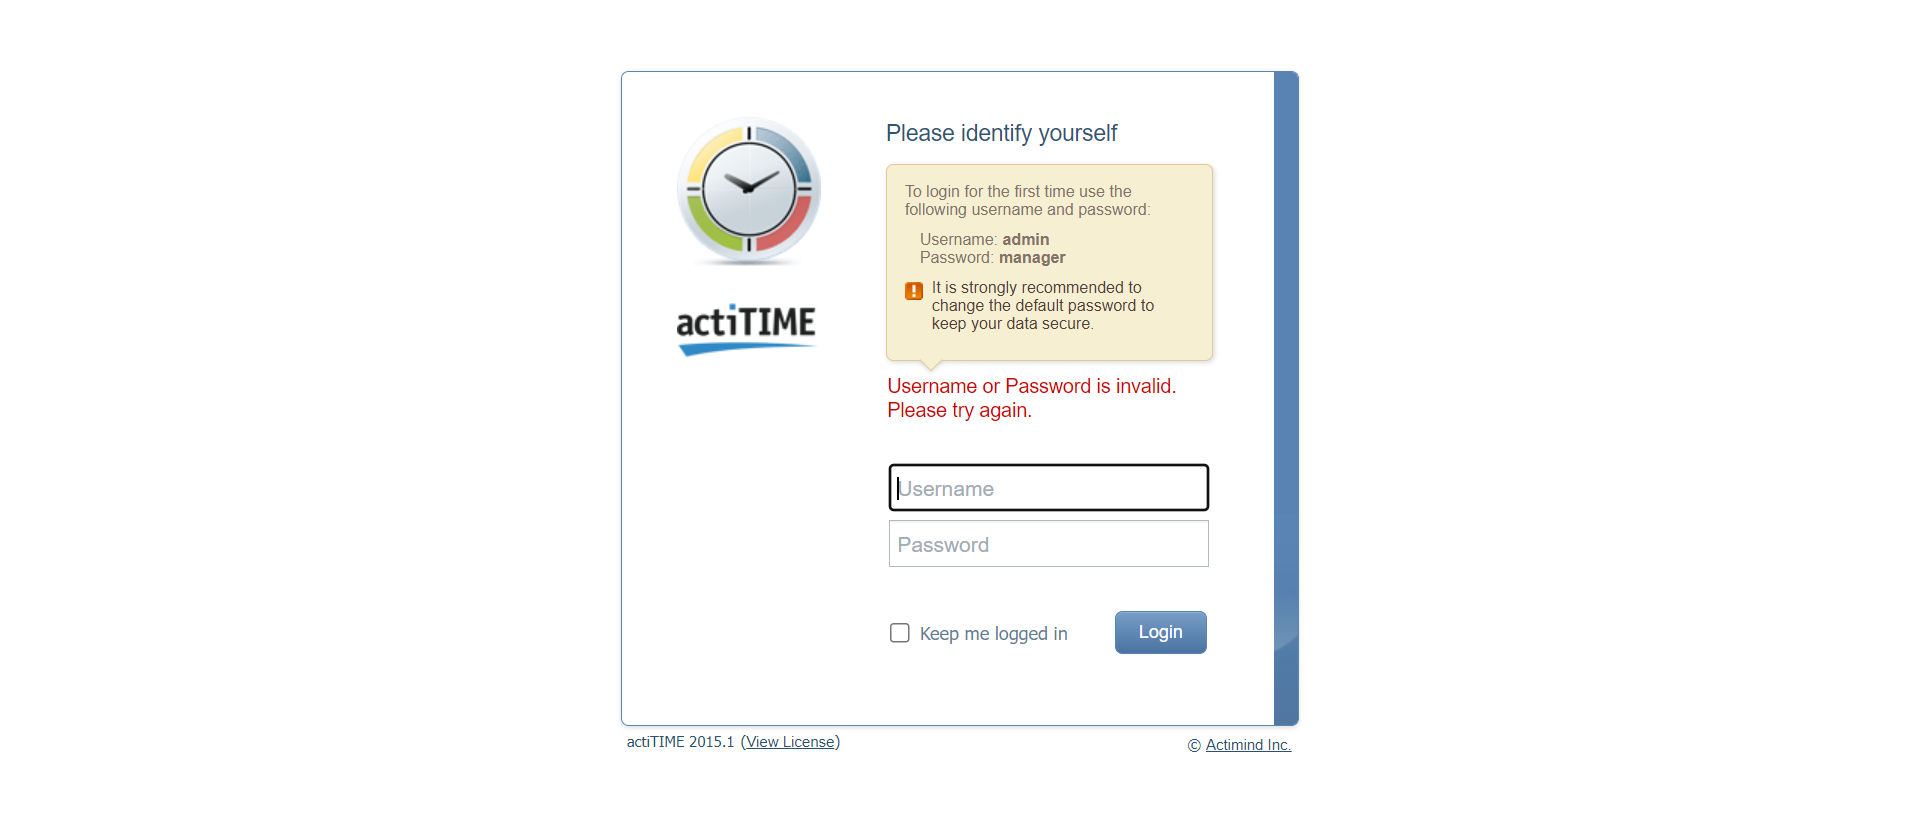 Please identify yourself
To login for the first time use the
following username and password:
Username: admin
Password: manager
It is strongly recommended to
change the default password to
keep your data secure.
actiTIME
Username or Password is invalid.
Please try again.
Username
Password
Keep me logged in
Login
actiTIME 2015.1 (View License)
© Actimind Inc.